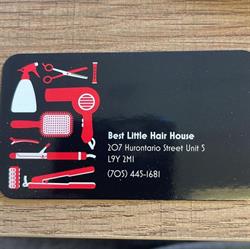 Best Little Hair House
207 Hurontario Street Unit 5
L9Y 2M1
(705) 445-1681